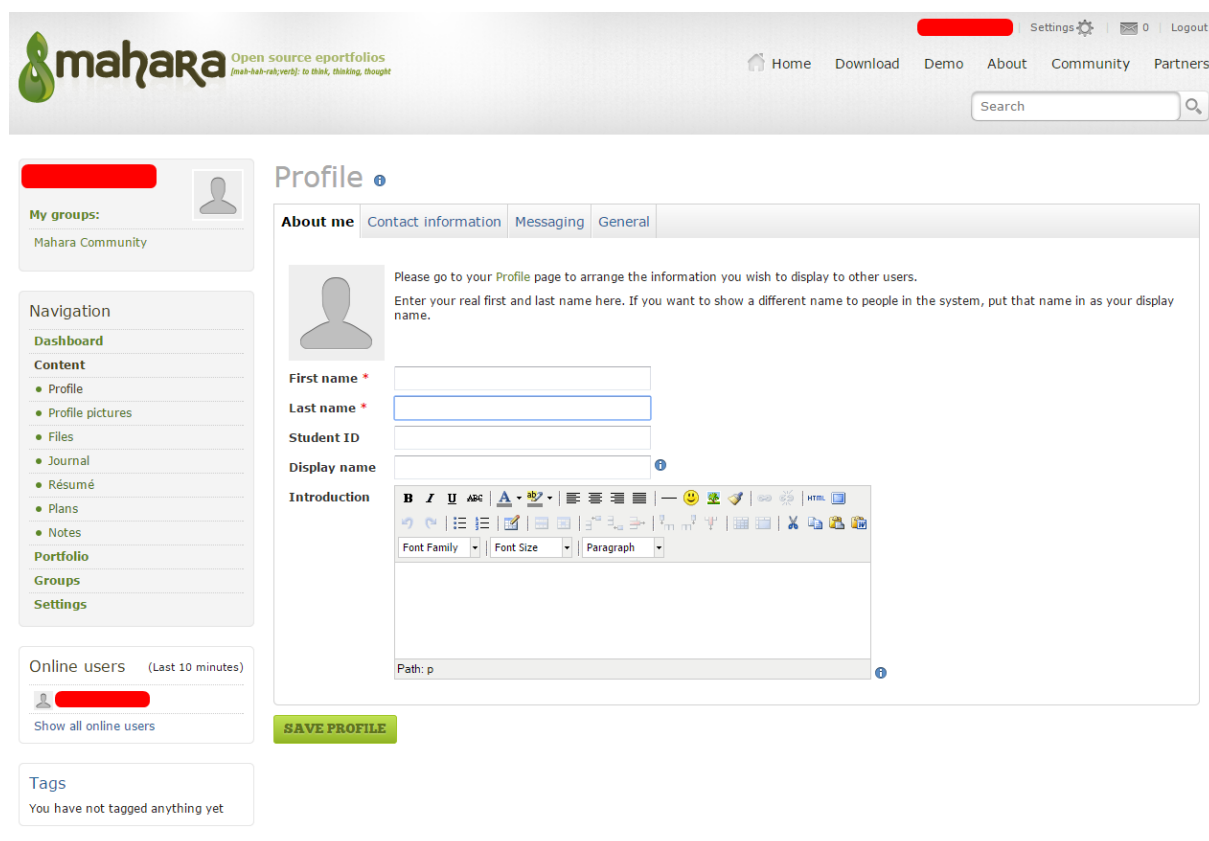 Settings 0 Logout
mahara Open source eportfolios
[mah-hah-rah;verb]: to think, thinking, thought
Home Download Demo About Community Partners
Search
My groups:
Mahara Community
Navigation
Dashboard
Content
Profile
Profile pictures
Files
Journal
Résumé
Plans
Notes
Portfolio
Groups
Settings
Online users (Last 10 minutes)
Show all online users
Tags
You have not tagged anything yet
Profile
About me Contact information Messaging General
Please go to your Profile page to arrange the information you wish to display to other users.
Enter your real first and last name here. If you want to show a different name to people in the system, put that name in as your display
name.
First name *
Last name *
Student ID
Display name
Introduction
B I U ABC A ab HTML
Font Family Font Size Paragraph
Path: p
SAVE PROFILE